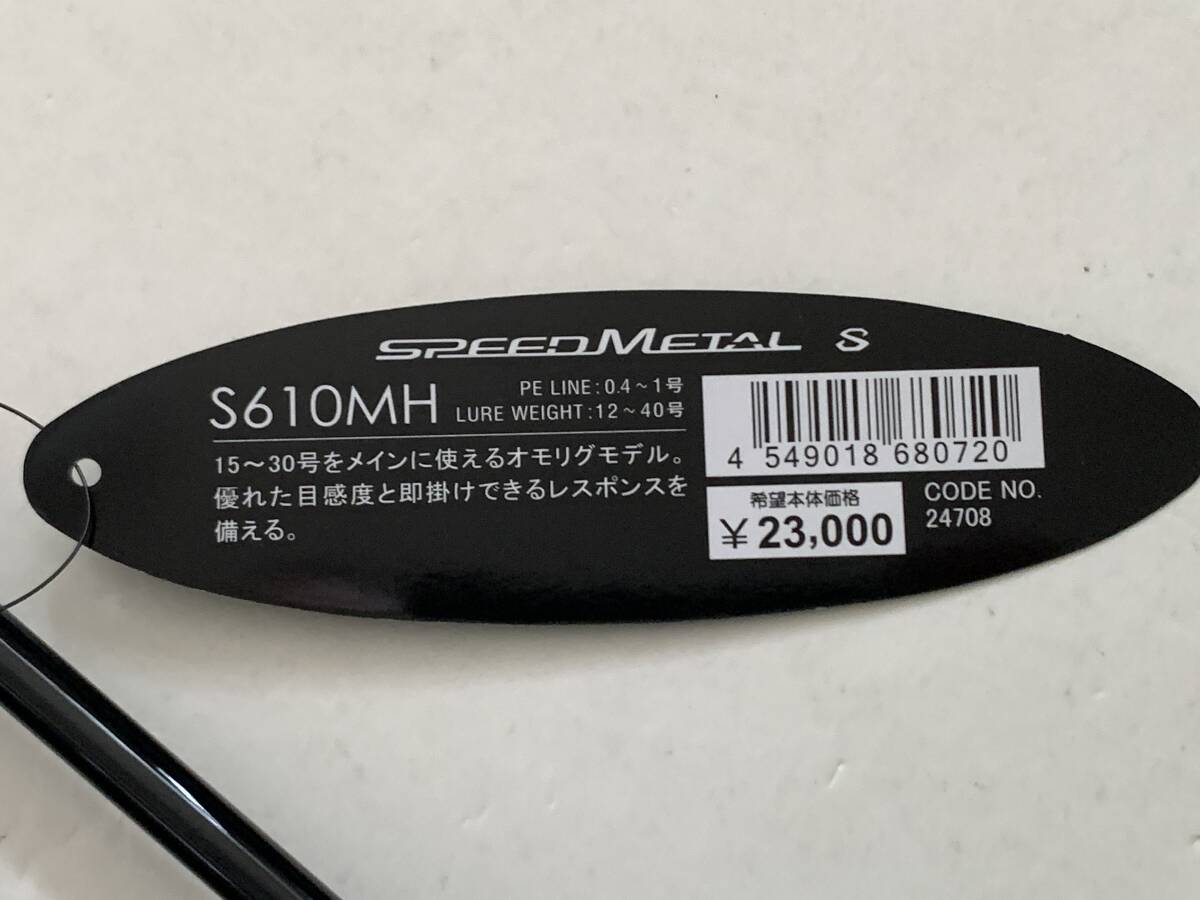 SPEEDMETAL S
S610MH
PE LINE:0.4~1号
LURE WEIGHT:12~40号
15~30号をメインに使えるオモリグモデル。
優れた目感度と即掛けできるレスポンスを
備える。
4 549018 680720
希望本体価格
¥23,000
CODE NO.
24708